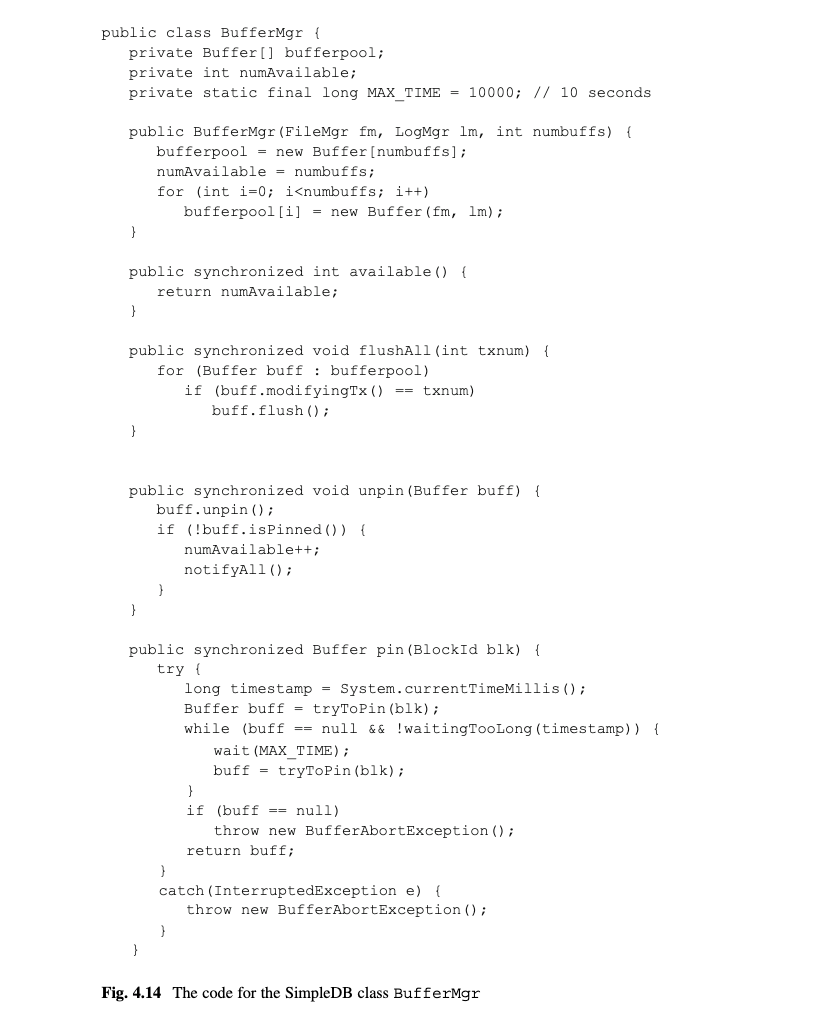 public class BufferMgr {
   private Buffer[] bufferpool;
   private int numAvailable;
   private static final long MAX_TIME = 10000; // 10 seconds

   public BufferMgr(FileMgr fm, LogMgr lm, int numbuffs) {
      bufferpool = new Buffer[numbuffs];
      numAvailable = numbuffs;
      for (int i=0; i<numbuffs; i++)
         bufferpool[i] = new Buffer(fm, lm);
   }

   public synchronized int available() {
      return numAvailable;
   }

   public synchronized void flushAll(int txnum) {
      for (Buffer buff : bufferpool)
         if (buff.modifyingTx() == txnum)
            buff.flush();
   }

   public synchronized void unpin(Buffer buff) {
      buff.unpin();
      if (!buff.isPinned()) {
         numAvailable++;
         notifyAll();
      }
   }

   public synchronized Buffer pin(BlockId blk) {
      try {
         long timestamp = System.currentTimeMillis();
         Buffer buff = tryToPin(blk);
         while (buff == null && !waitingTooLong(timestamp)) {
            wait(MAX_TIME);
            buff = tryToPin(blk);
         }
         if (buff == null)
            throw new BufferAbortException();
         return buff;
      }
      catch(InterruptedException e) {
         throw new BufferAbortException();
      }
   }

Fig. 4.14 The code for the SimpleDB class BufferMgr